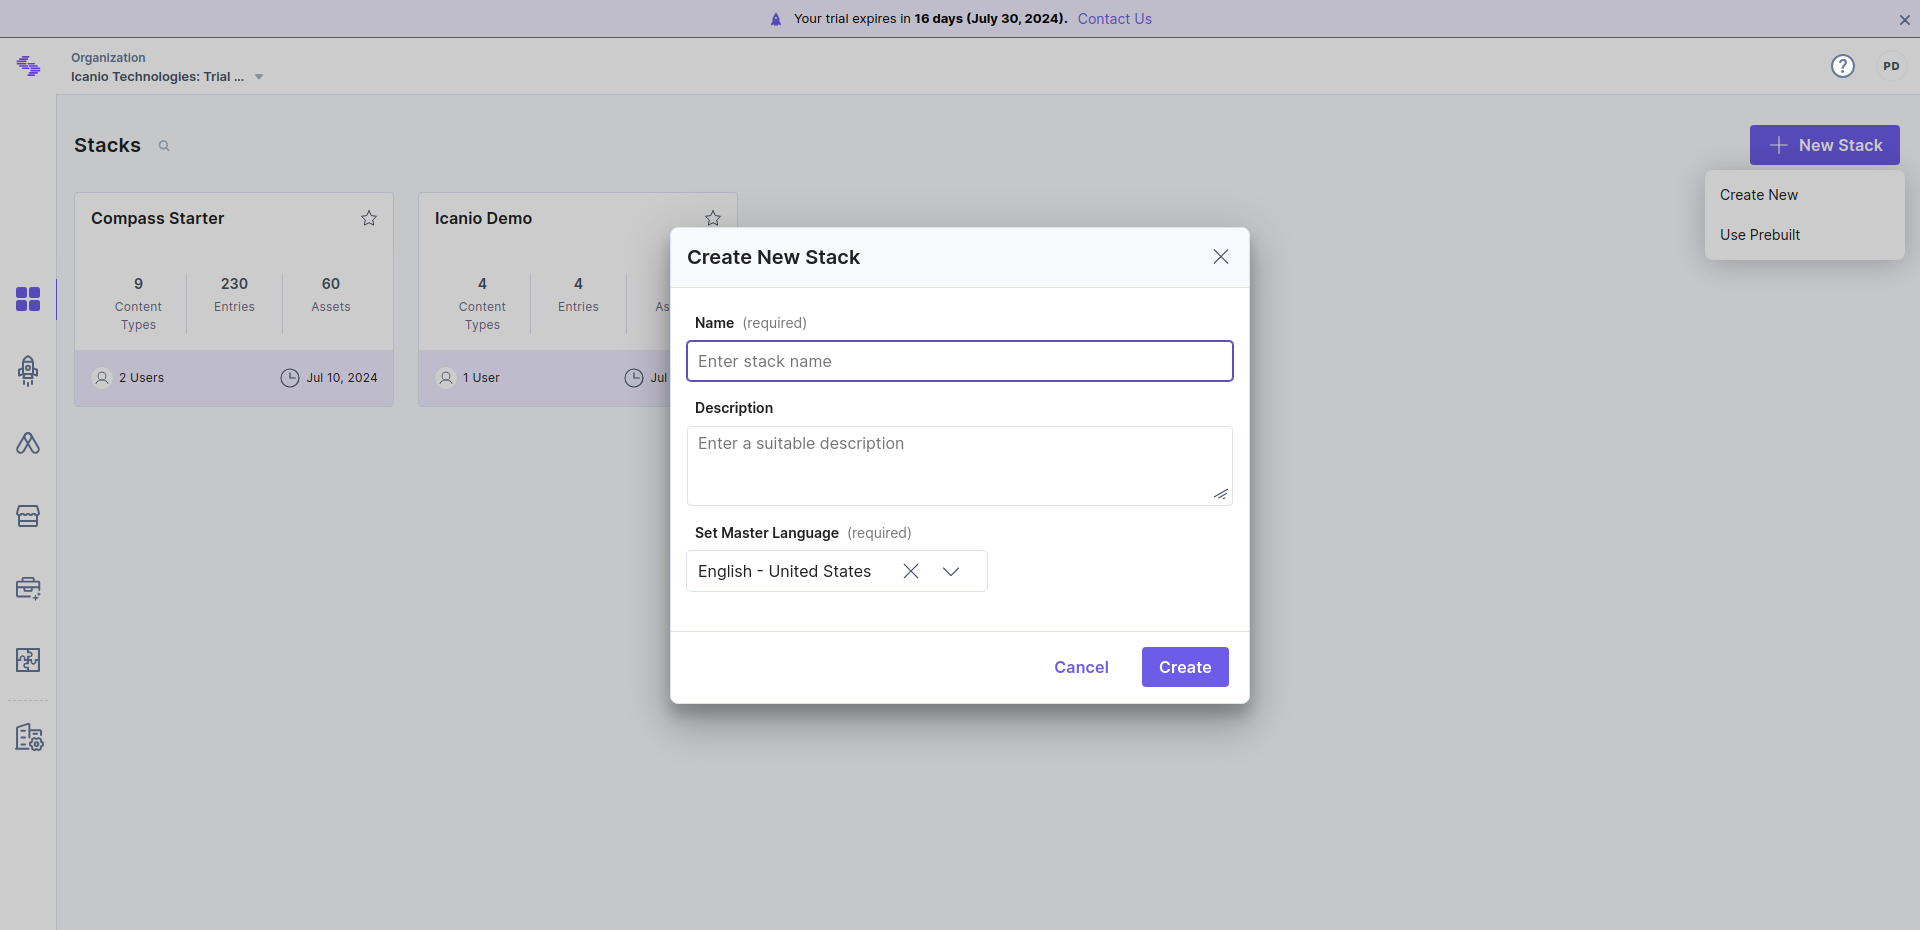 Your trial expires in 16 days (July 30, 2024). Contact Us
Organization
Icanio Technologies: Trial ...
PD
Stacks
New Stack
Create New
Use Prebuilt
Compass Starter
9
Content
Types
230
Entries
60
Assets
2 Users
Jul 10, 2024
Icanio Demo
4
Content
Types
4
Entries
As
1 User
Jul
Create New Stack
Name (required)
Enter stack name
Description
Enter a suitable description
Set Master Language (required)
English - United States
Cancel
Create